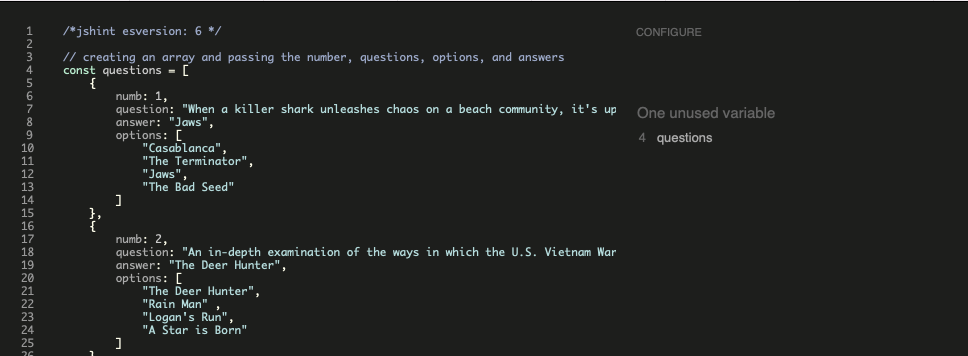 CONFIGURE
One unused variable
4 questions
1 /*jshint esversion: 6 */
2
3 // creating an array and passing the number, questions, options, and answers
4 const questions = [
5 {
6 numb: 1,
7 question: "When a killer shark unleashes chaos on a beach community, it's up
8 answer: "Jaws",
9 options: [
10 "Casablanca",
11 "The Terminator",
12 "Jaws",
13 "The Bad Seed"
14 ]
15 },
16 {
17 numb: 2,
18 question: "An in-depth examination of the ways in which the U.S. Vietnam War
19 answer: "The Deer Hunter",
20 options: [
21 "The Deer Hunter",
22 "Rain Man" ,
23 "Logan's Run",
24 "A Star is Born"
25 ]
26 },